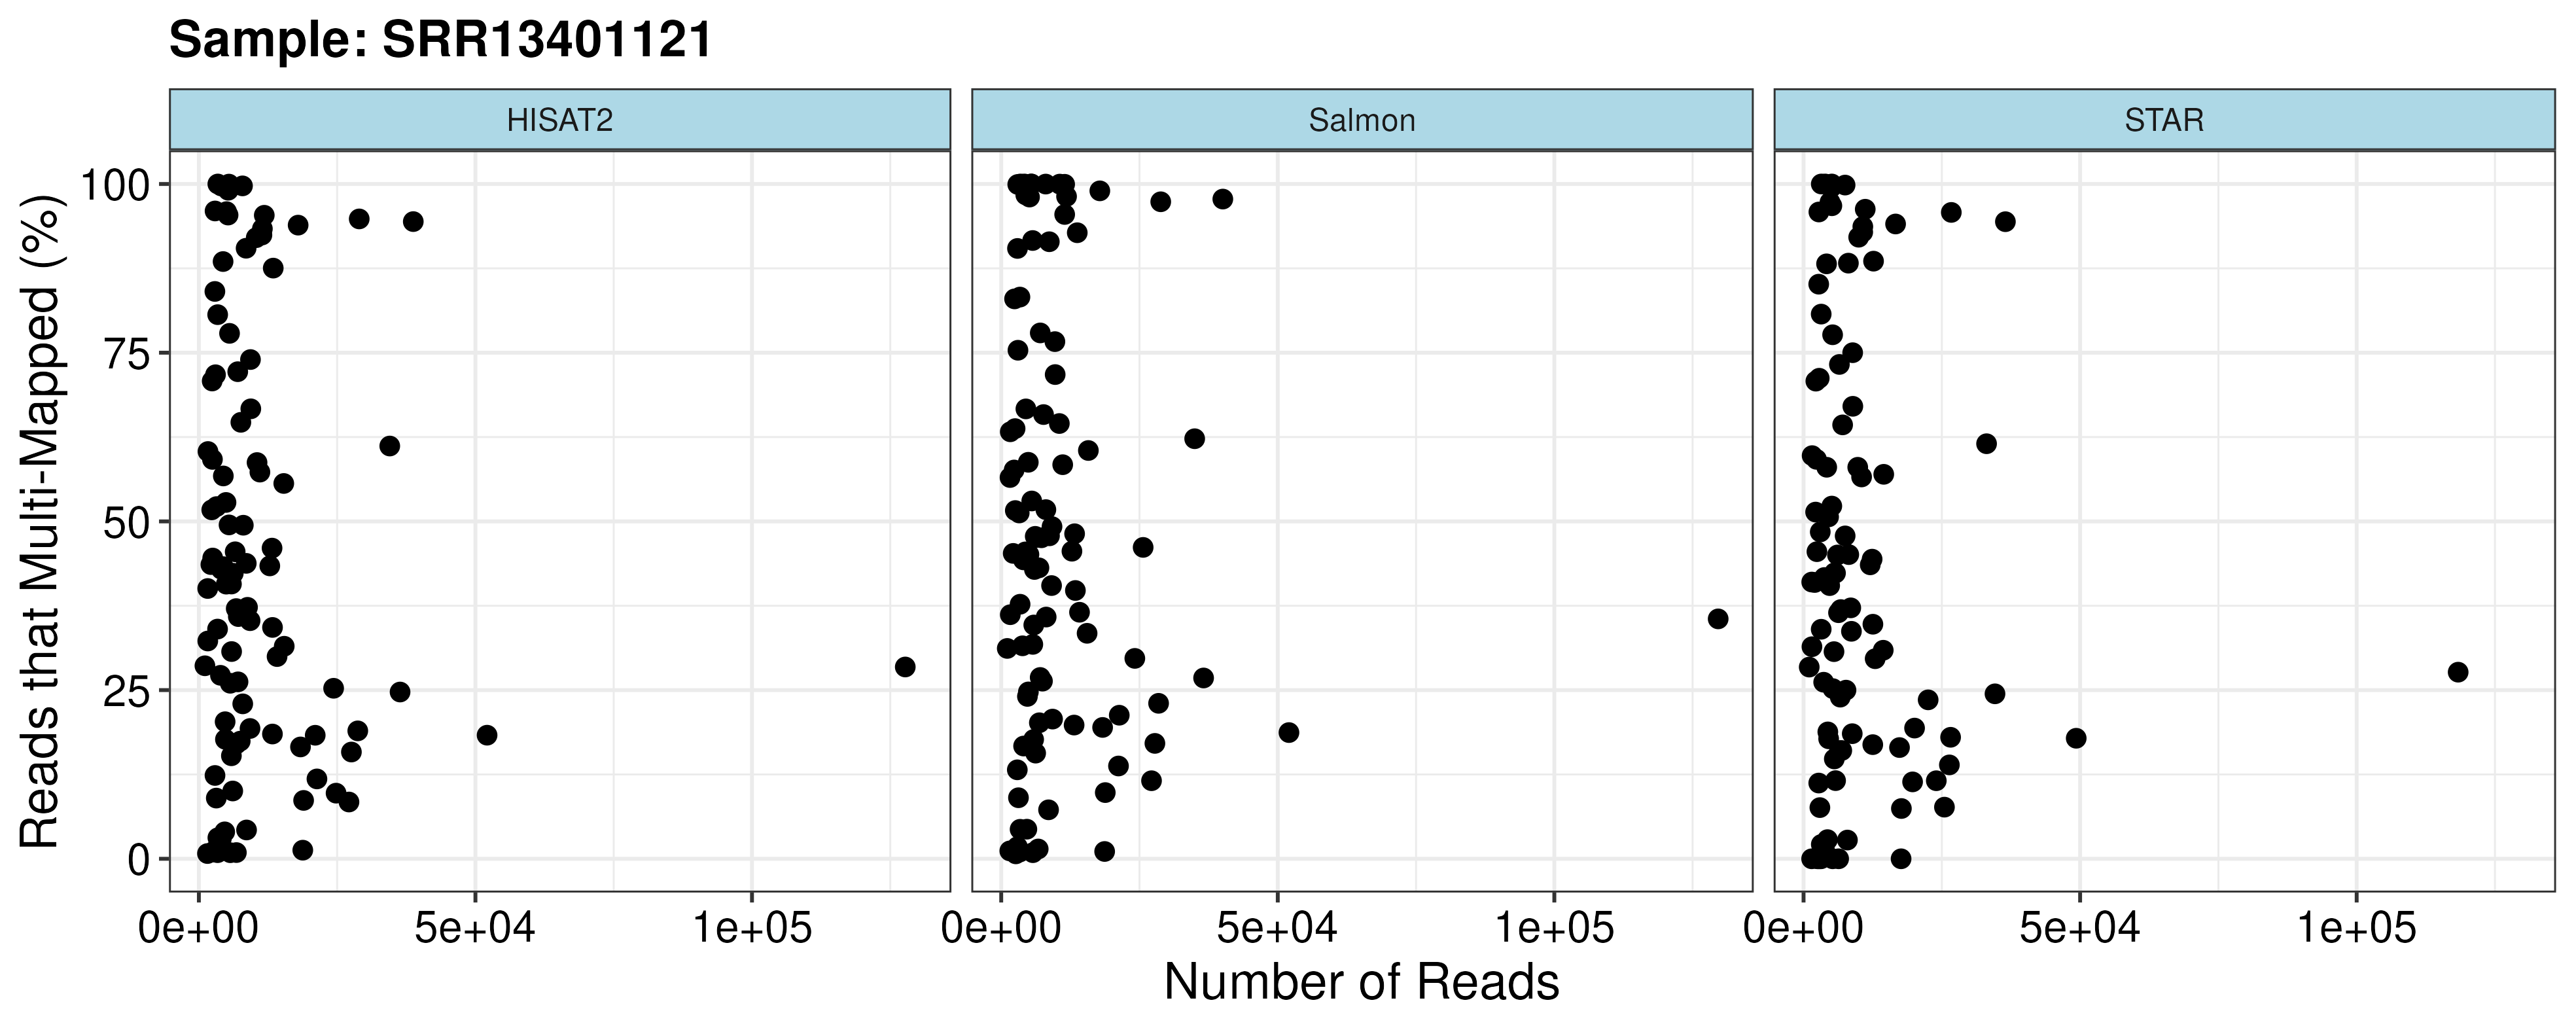 Sample: SRR13401121
HISAT2
Salmon
STAR
Reads that Multi-Mapped (%)
100
75
50
25
0
0e+00 5e+04 1e+05
0e+00 5e+04 1e+05
0e+00 5e+04 1e+05
Number of Reads